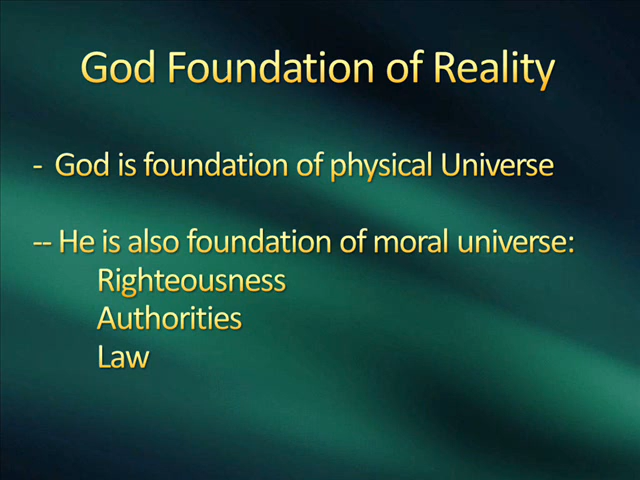 God Foundation of Reality
- God is foundation of physical Universe
-- He is also foundation of moral universe:
Righteousness
Authorities
Law